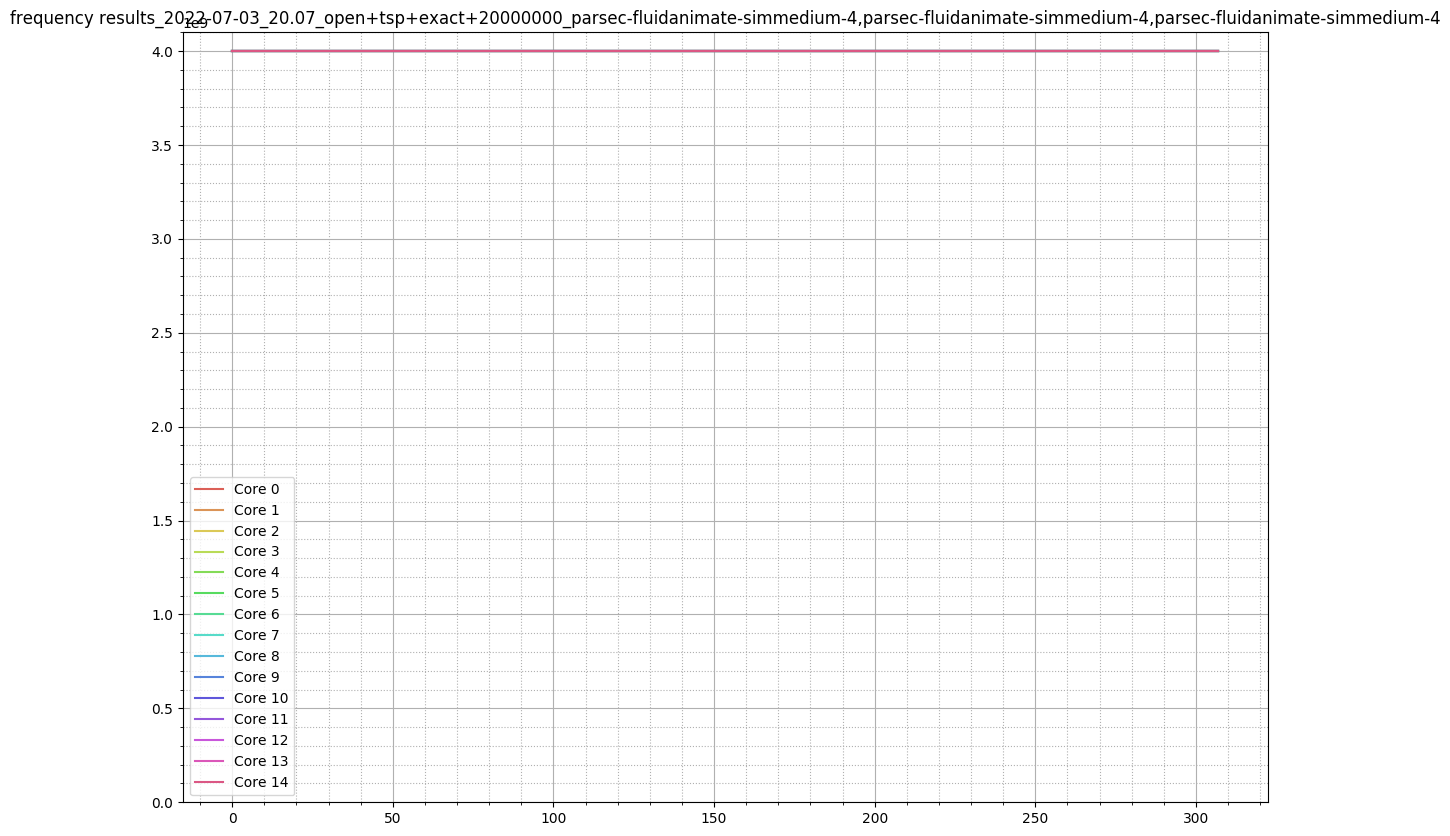 frequency results_2022-07-03_20.07_open+tsp+exact+20000000_parsec-fluidanimate-simmedium-4,parsec-fluidanimate-simmedium-4,parsec-fluidanimate-simmedium-4
1e9
4.0
3.5
3.0
2.5
2.0
1.5
1.0
0.5
0.0
Core 0
Core 1
Core 2
Core 3
Core 4
Core 5
Core 6
Core 7
Core 8
Core 9
Core 10
Core 11
Core 12
Core 13
Core 14
0 50 100 150 200 250 300